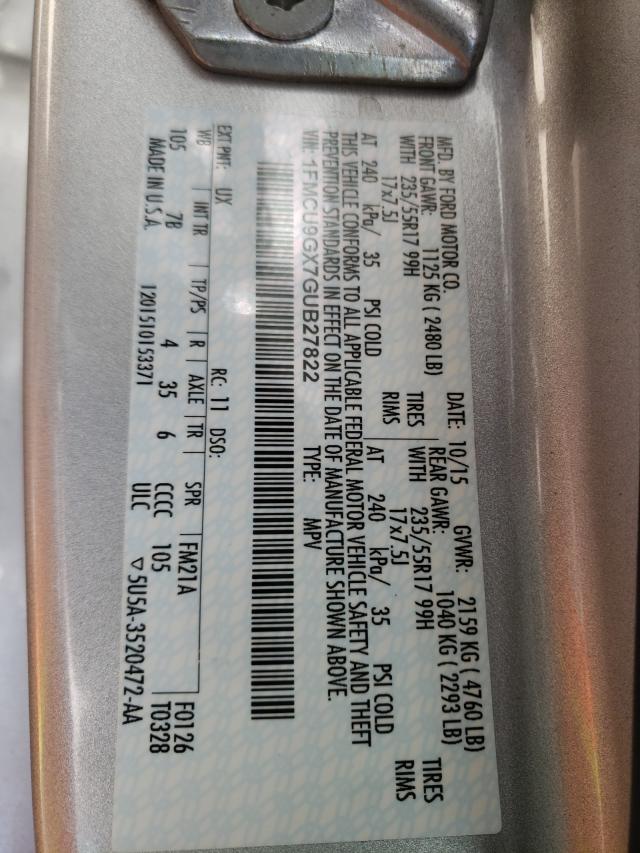 MFD. BY FORD MOTOR CO.
DATE: 10/15 GVWR: 2159 KG ( 4760 LB)
FRONT GAWR: 1125 KG ( 2480 LB) REAR GAWR: 1040 KG ( 2293 LB)
WITH 235/55R17 99H TIRES WITH 235/55R17 99H TIRES
17x7.5J RIMS 17x7.5J RIMS
AT 240 kPa/ 35 PSI COLD AT 240 kPa/ 35 PSI COLD
THIS VEHICLE CONFORMS TO ALL APPLICABLE FEDERAL MOTOR VEHICLE SAFETY AND THEFT
PREVENTION STANDARDS IN EFFECT ON THE DATE OF MANUFACTURE SHOWN ABOVE.
VIN: 1FMCU9GX7GUB27822 TYPE: MPV
EXT PNT: UX RC: 11 DSO:
WB INT TR TP/PS R AXLE TR SPR FM21A F0126
105 7B 4 35 6 CCCC 105 T0328
MADE IN U.S.A. 1201510153371 ULC ▽5U5A-3520472-AA